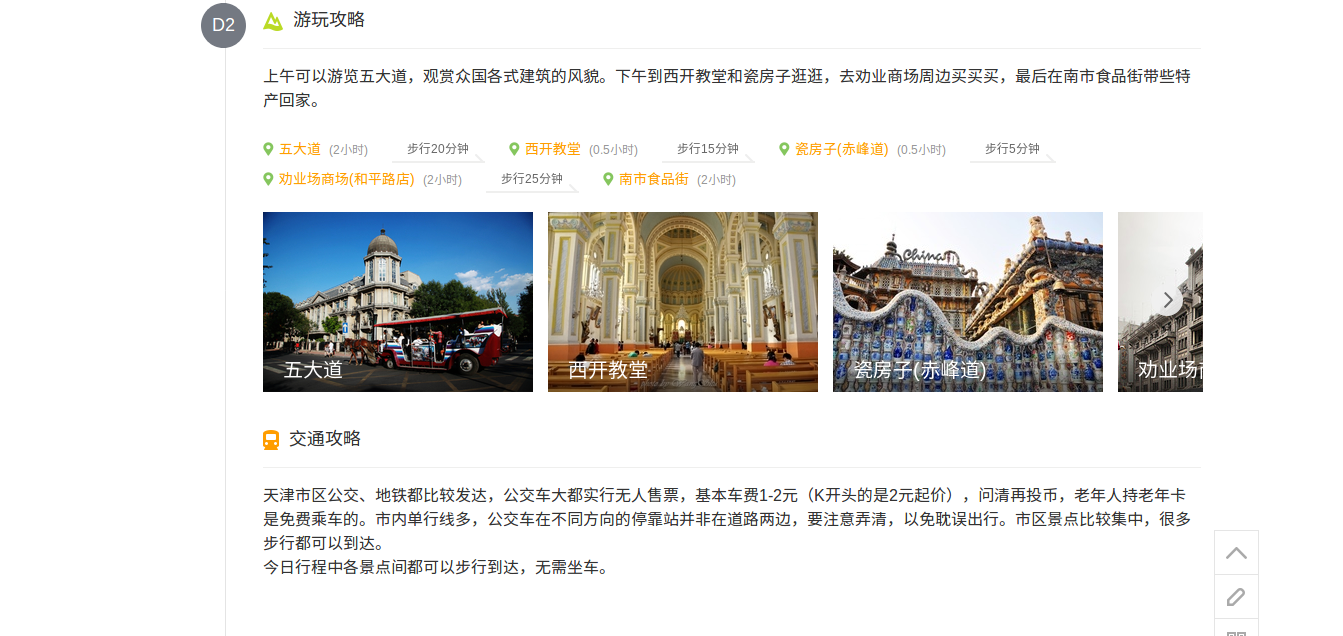 D2
游玩攻略
上午可以游览五大道，观赏众国各式建筑的风貌。下午到西开教堂和瓷房子逛逛，去劝业商场周边买买买，最后在南市食品街带些特
产回家。
五大道 (2小时) 步行20分钟 西开教堂 (0.5小时) 步行15分钟 瓷房子(赤峰道) (0.5小时) 步行5分钟
劝业场商场(和平路店) (2小时) 步行25分钟 南市食品街 (2小时)
China
五大道 西开教堂 瓷房子(赤峰道) 劝业场
交通攻略
天津市区公交、地铁都比较发达，公交车大都实行无人售票，基本车费1-2元（K开头的是2元起价），问清再投币，老年人持老年卡
是免费乘车的。市内单行线多，公交车在不同方向的停靠站并非在道路两边，要注意弄清，以免耽误出行。市区景点比较集中，很多
步行都可以到达。
今日行程中各景点间都可以步行到达，无需坐车。